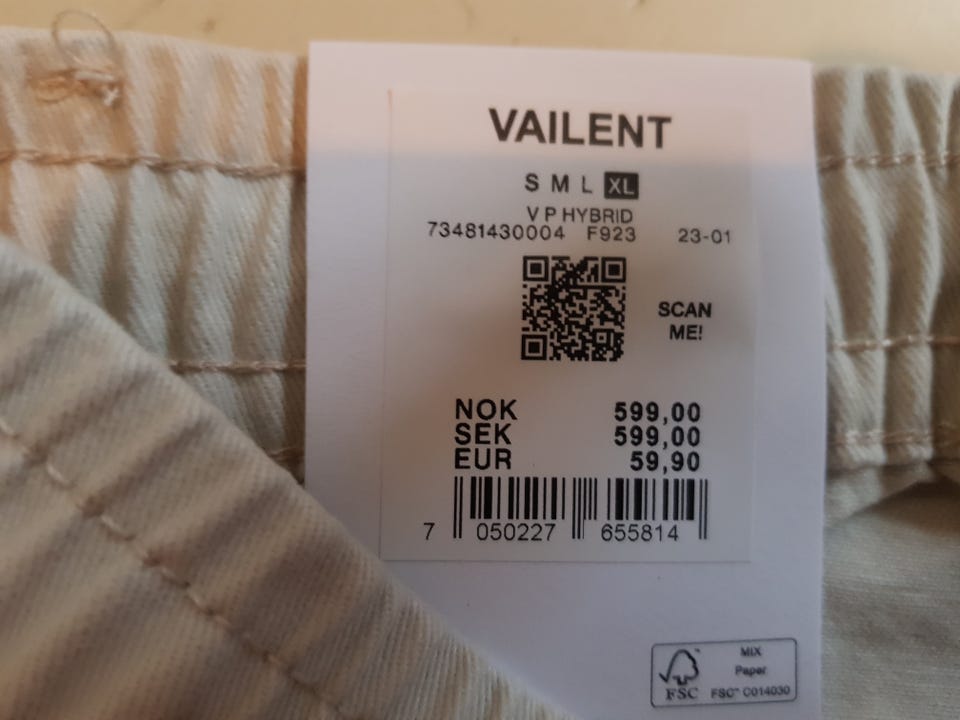 VAILENT
S M L XL
V P HYBRID
73481430004 F923 23-01
SCAN
ME!
NOK 599,00
SEK 599,00
EUR 59,90
7 050227 655814
MIX
Paper
FSC FSC™ C014030